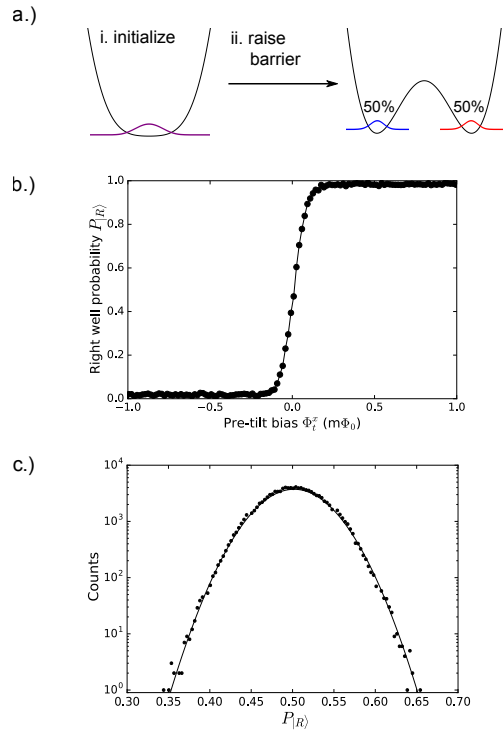 a.)
i. initialize
ii. raise
barrier
50%
50%
b.)
Right well probability P|R⟩
1.0
0.8
0.6
0.4
0.2
0.0
−1.0
−0.5
0.0
0.5
1.0
Pre-tilt bias Φₜˣ (mΦ₀)
c.)
Counts
10⁴
10³
10²
10¹
10⁰
0.30
0.35
0.40
0.45
0.50
0.55
0.60
0.65
0.70
P|R⟩